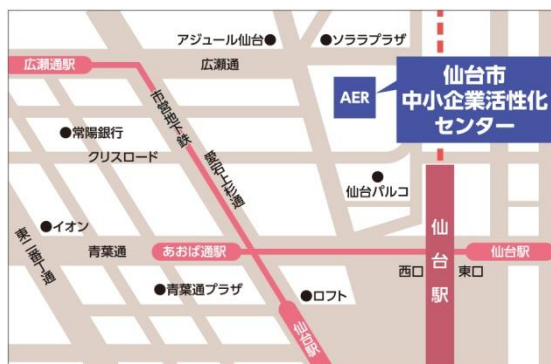 アジュール仙台
ソララプラザ
広瀬通駅
広瀬通
AER
仙台市
中小企業活性化
センター
市営地下鉄
愛宕上杉通
常陽銀行
クリスロード
仙台パルコ
イオン
東二番丁通
青葉通
あおば通駅
仙台駅
仙台駅
西口
東口
青葉通プラザ
ロフト
仙台駅